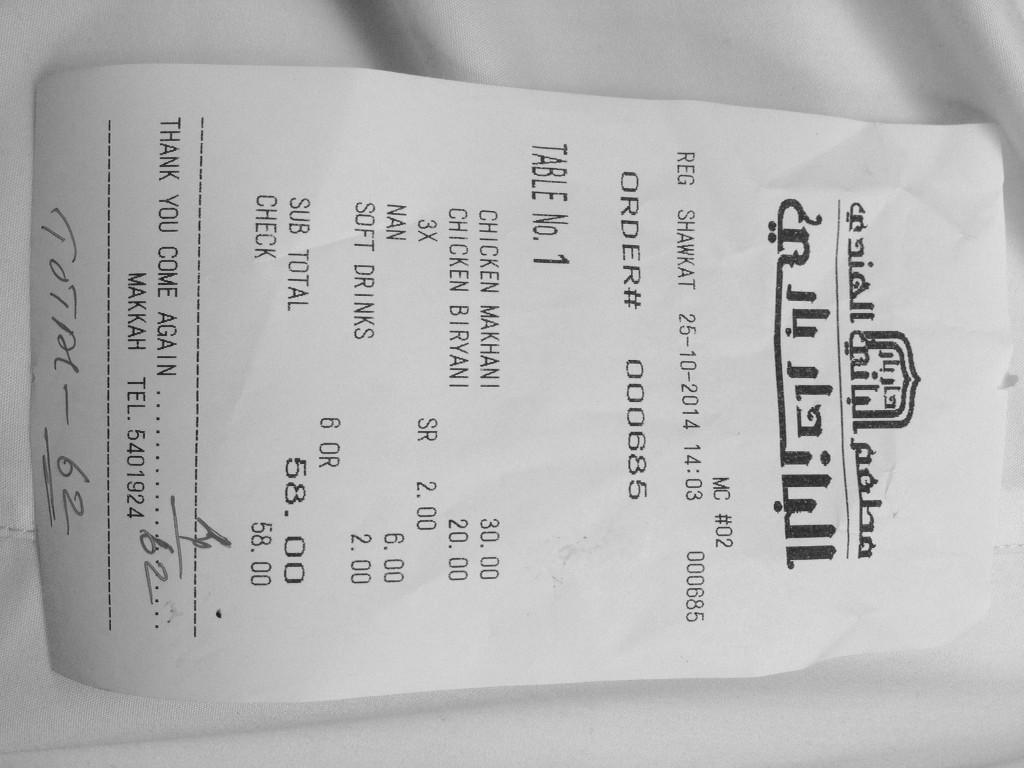 مطعم البانذري الهندي
MC #02
REG SHAWKAT 25-10-2014 14:03 000685
ORDER# 000685
TABLE No. 1
CHICKEN MAKHANI 30.00
CHICKEN BIRYANI 20.00
3X SR 2.00
NAN 6.00
SOFT DRINKS 2.00
6 OR
SUB TOTAL 58.00
CHECK 58.00
THANK YOU COME AGAIN............62....
MAKKAH TEL.5401924
TOTAL - 62